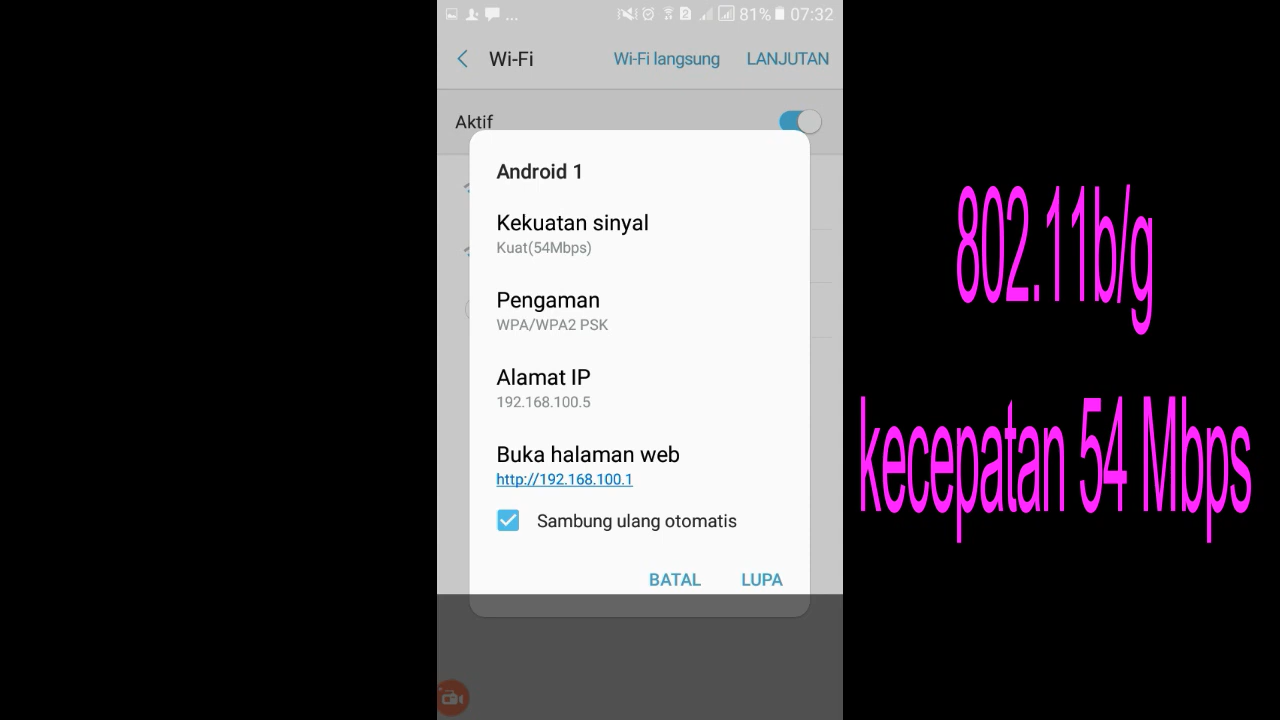 ... 2 81% 07:32
Wi-Fi Wi-Fi langsung LANJUTAN
Aktif
Android 1
Kekuatan sinyal
Kuat(54Mbps)
Pengaman
WPA/WPA2 PSK
Alamat IP
192.168.100.5
Buka halaman web
http://192.168.100.1
Sambung ulang otomatis
BATAL LUPA
802.11b/g
kecepatan 54 Mbps